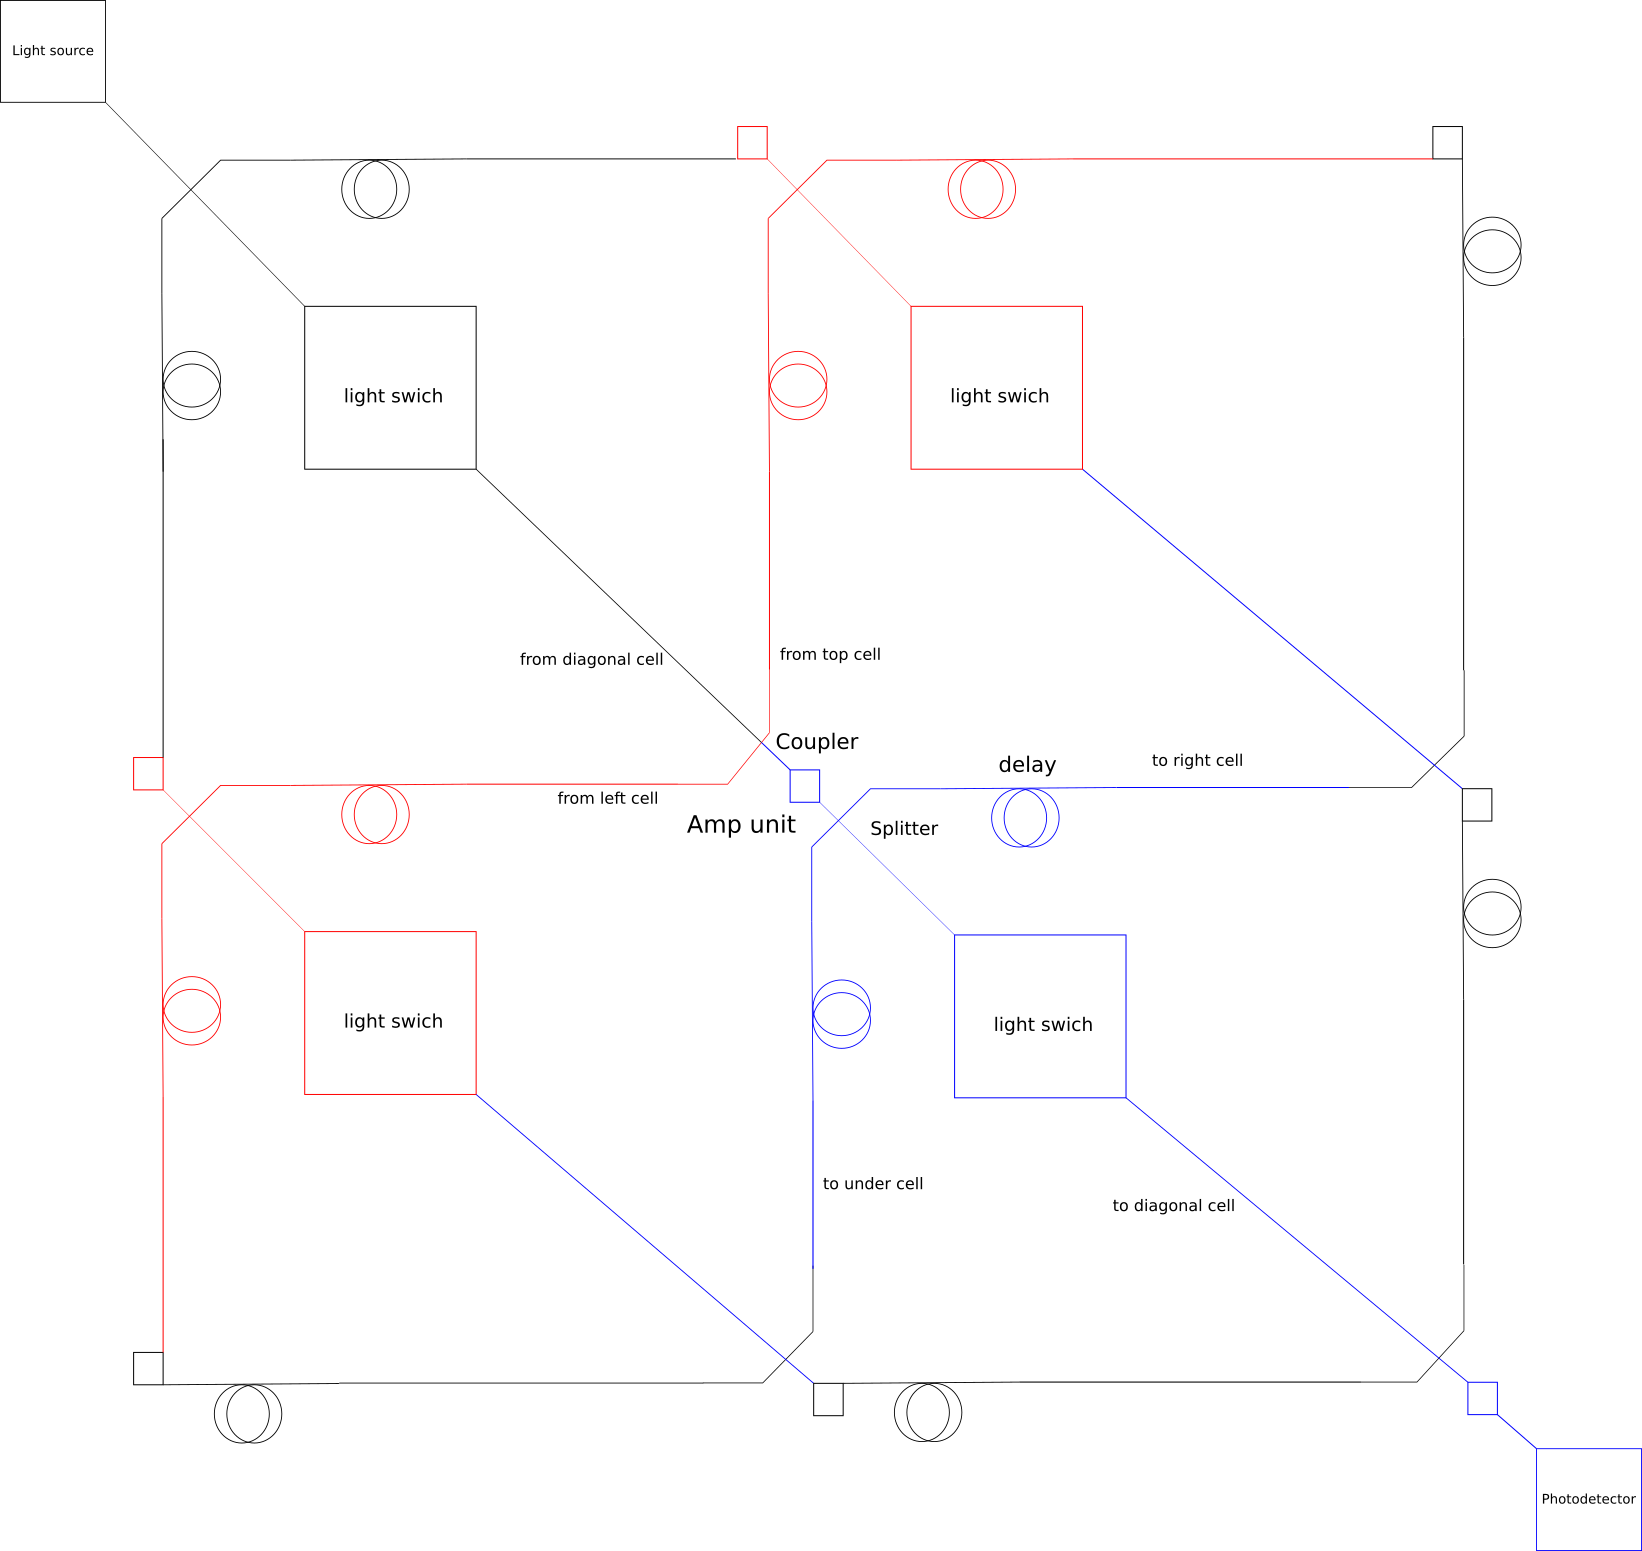 Light source
light swich
light swich
from diagonal cell
from top cell
Coupler
delay
to right cell
from left cell
Amp unit
Splitter
light swich
light swich
to under cell
to diagonal cell
Photodetector